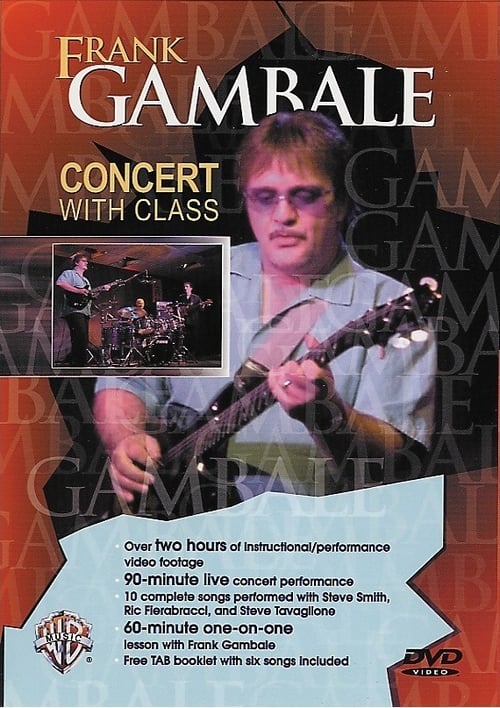 FRANK
GAMBALE
CONCERT
WITH CLASS
GAMBALE
Over two hours of instructional/performance
video footage
90-minute live concert performance
10 complete songs performed with Steve Smith,
Ric Fierabracci, and Steve Tavaglione
60-minute one-on-one
lesson with Frank Gambale
Free TAB booklet with six songs included
MUSIC
WB
®
DVD
VIDEO